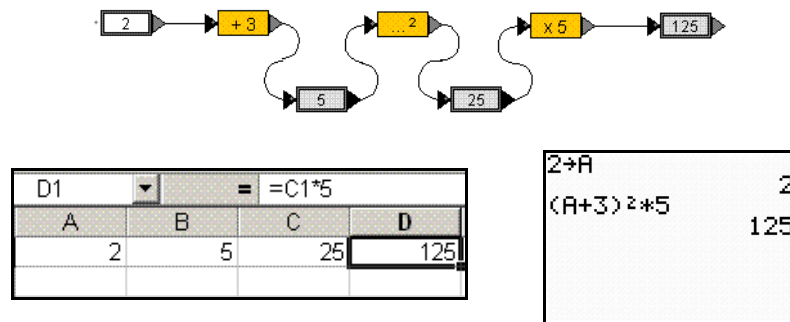 2 + 3 ...² x 5 125
5 25
D1 = =C1*5
A B C D
2 5 25 125
2→A
2
(A+3)²*5
125